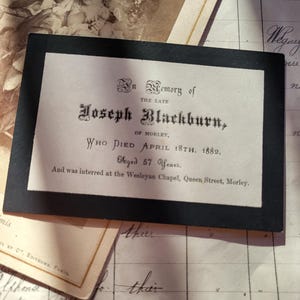 In Memory of
THE LATE
Joseph Blackburn,
OF MORLEY,
WHO DIED APRIL 18TH, 1882,
Aged 57 Years.
And was interred at the Wesleyan Chapel, Queen Street, Morley.
this